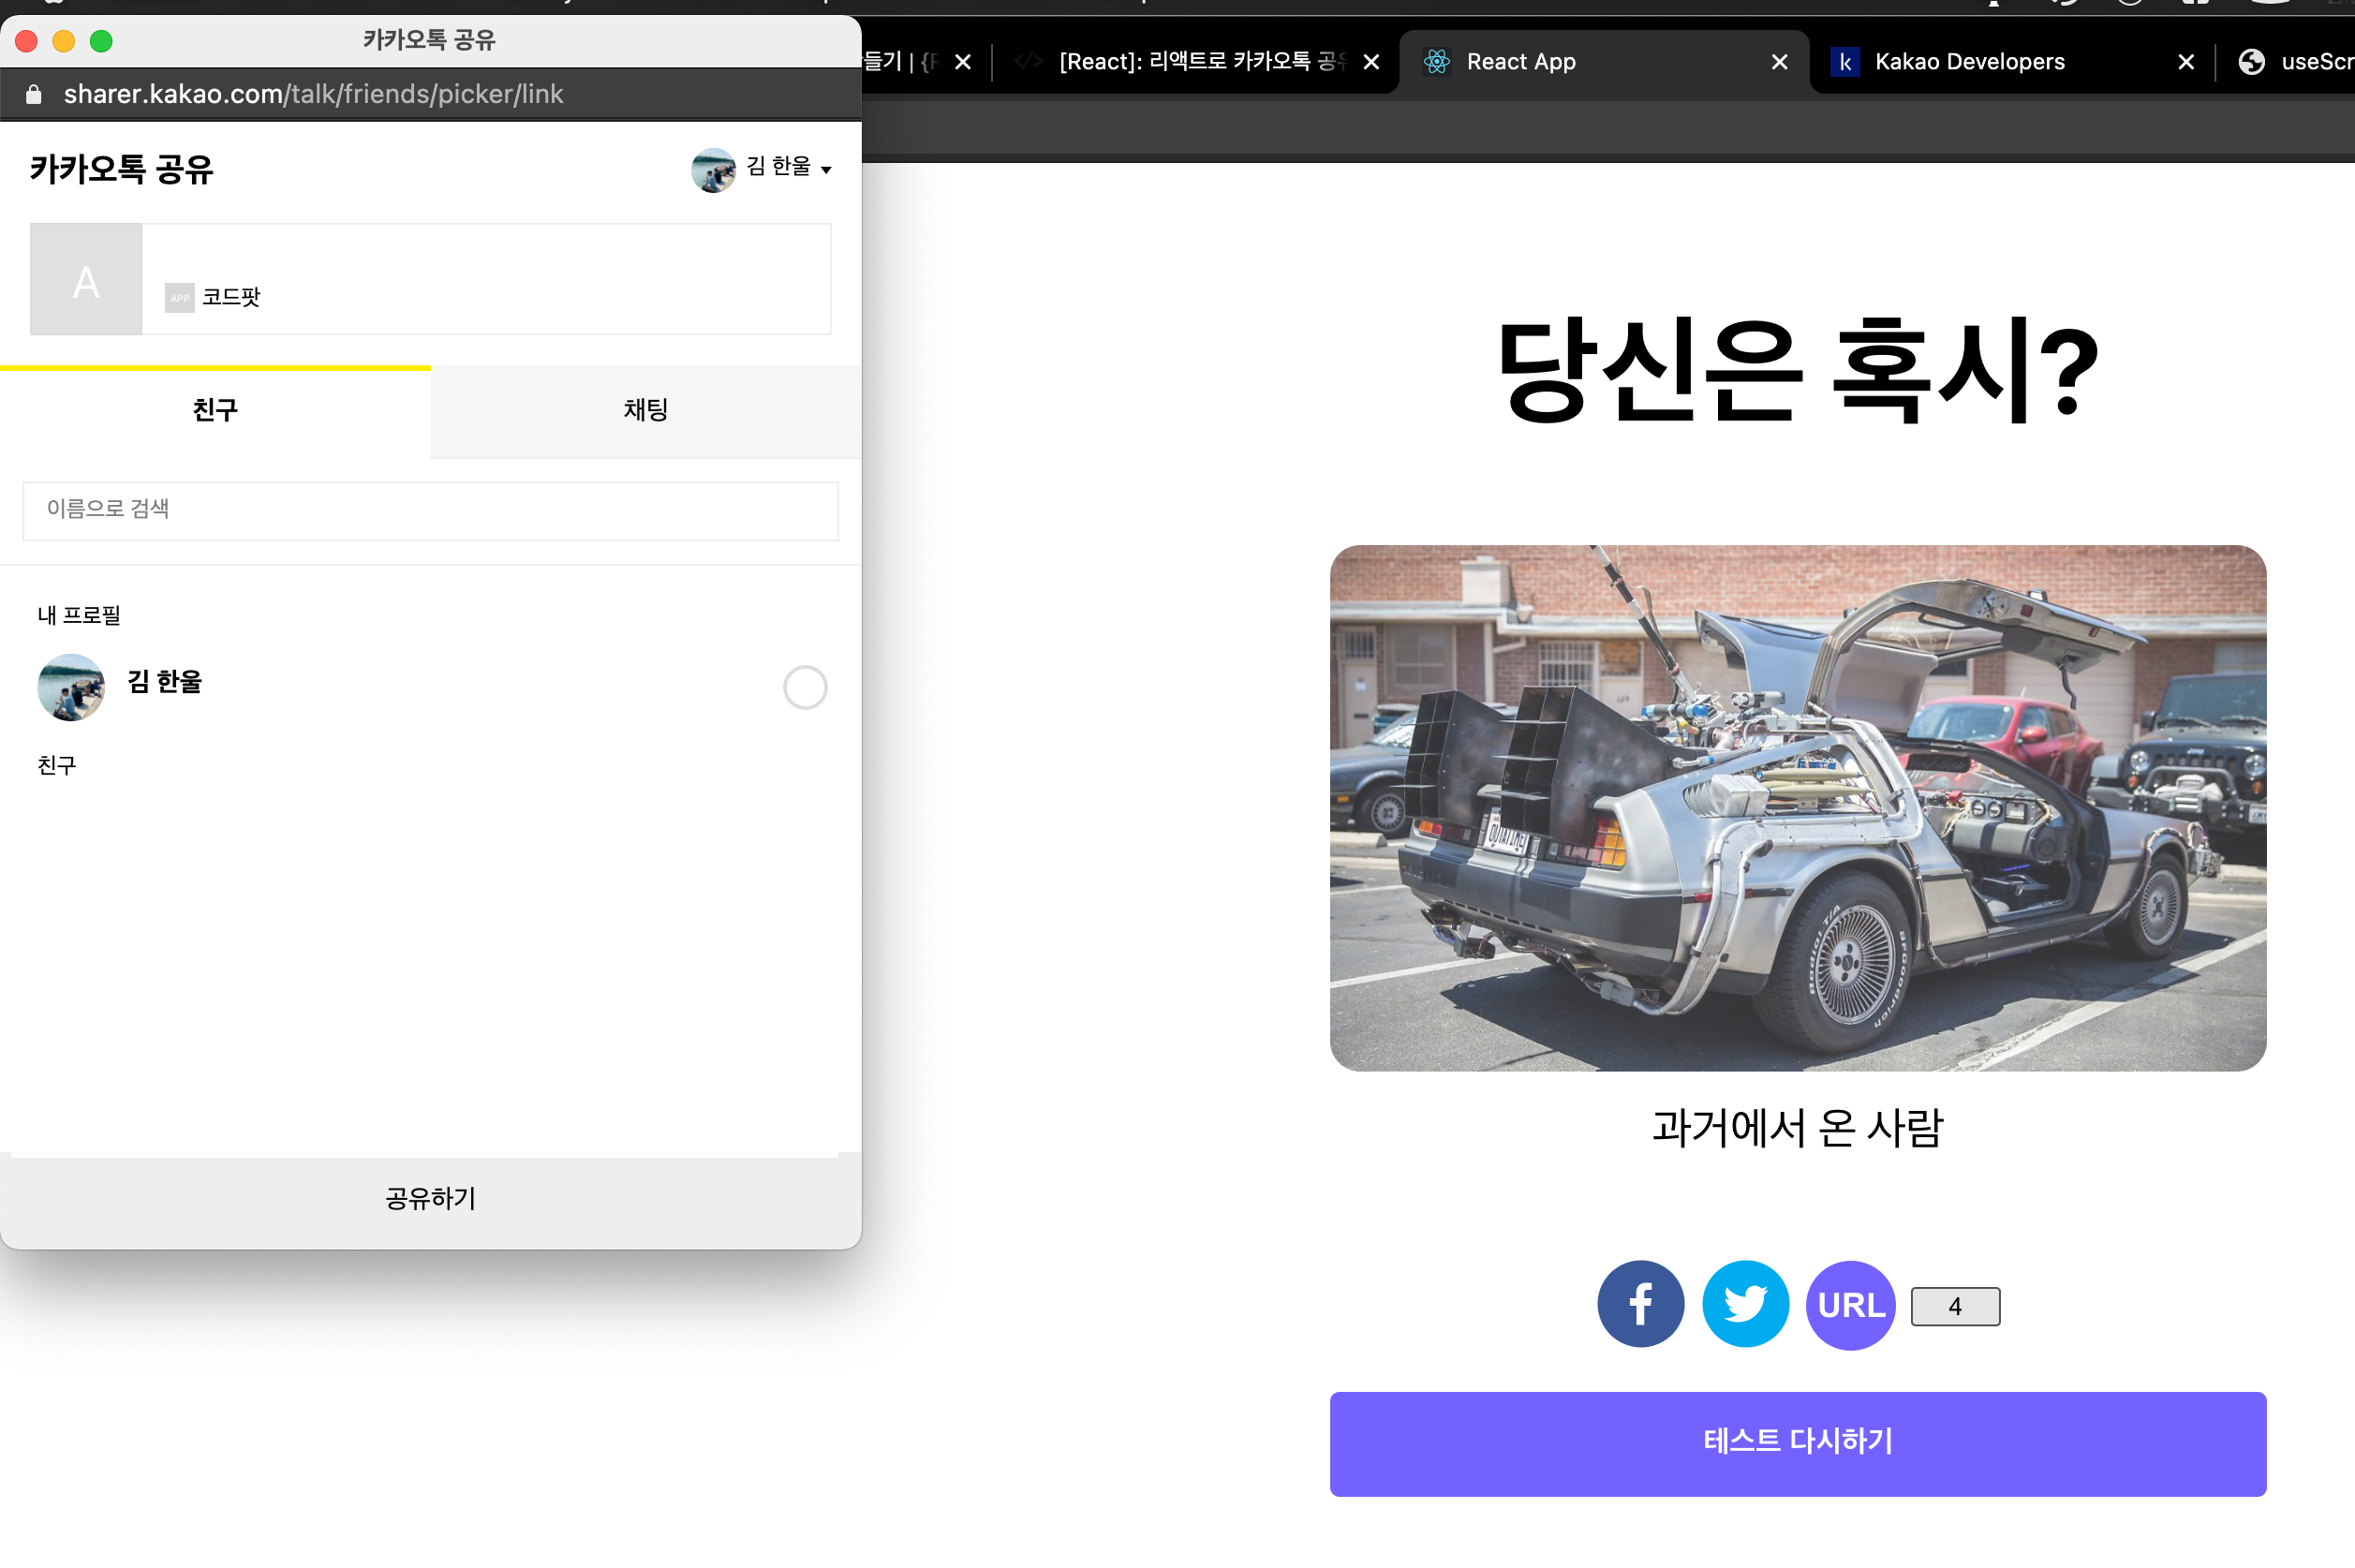 카카오톡 공유
들기 | {R
[React]: 리액트로 카카오톡 공유
React App
Kakao Developers
useScr
sharer.kakao.com/talk/friends/picker/link
카카오톡 공유
김 한울
A
APP 코드팟
친구
채팅
이름으로 검색
내 프로필
김 한울
친구
공유하기
당신은 혹시?
OUTATIME
Radial T/A
BFGoodrich
과거에서 온 사람
URL
4
테스트 다시하기